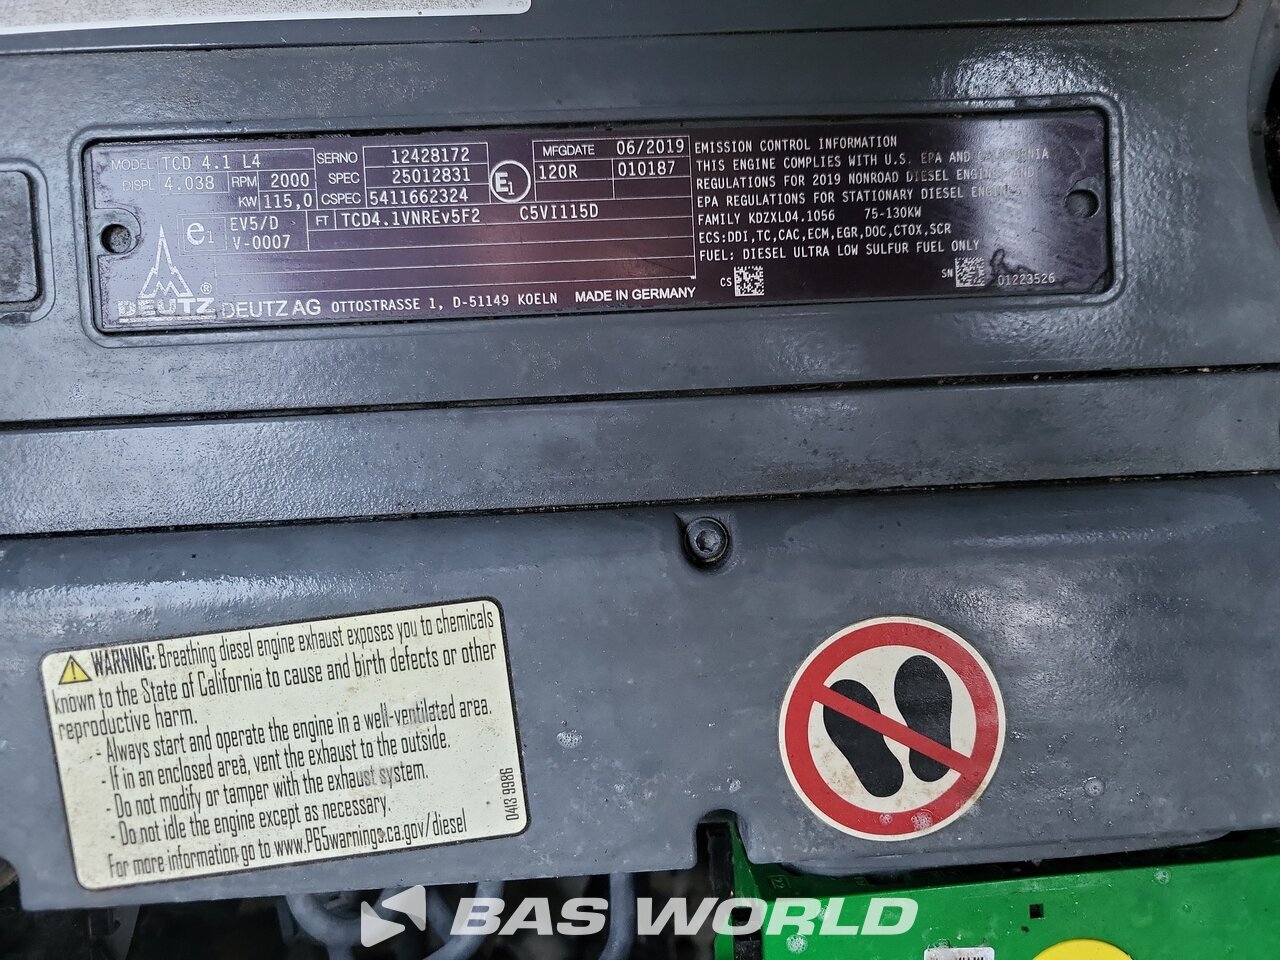 MODEL TCD 4.1 L4 SERNO 12428172 MFGDATE 06/2019
DISPL 4.038 RPM 2000 SPEC 25012831 E1 120R 010187
KW 115,0 CSPEC 5411662324
e1 EV5/D FT TCD4.1VNREv5F2 C5VI115D
V-0007
DEUTZ ® DEUTZ AG OTTOSTRASSE 1, D-51149 KOELN MADE IN GERMANY
EMISSION CONTROL INFORMATION
THIS ENGINE COMPLIES WITH U.S. EPA AND CALIFORNIA
REGULATIONS FOR 2019 NONROAD DIESEL ENGINES AND
EPA REGULATIONS FOR STATIONARY DIESEL ENGINES
FAMILY KDZXL04.1056 75-130KW
ECS:DDI,TC,CAC,ECM,EGR,DOC,CTOX,SCR
FUEL: DIESEL ULTRA LOW SULFUR FUEL ONLY
CS SN 01223526
WARNING: Breathing diesel engine exhaust exposes you to chemicals
known to the State of California to cause and birth defects or other
reproductive harm.
- Always start and operate the engine in a well-ventilated area.
- If in an enclosed area, vent the exhaust to the outside.
- Do not modify or tamper with the exhaust system.
- Do not idle the engine except as necessary.
For more information go to www.P65warnings.ca.gov/diesel
0413 9986
BAS WORLD